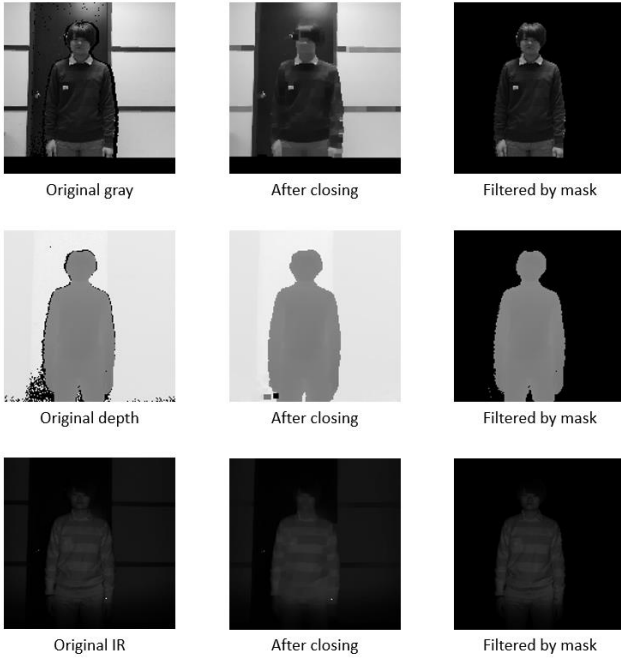 Original gray
After closing
Filtered by mask
Original depth
After closing
Filtered by mask
Original IR
After closing
Filtered by mask